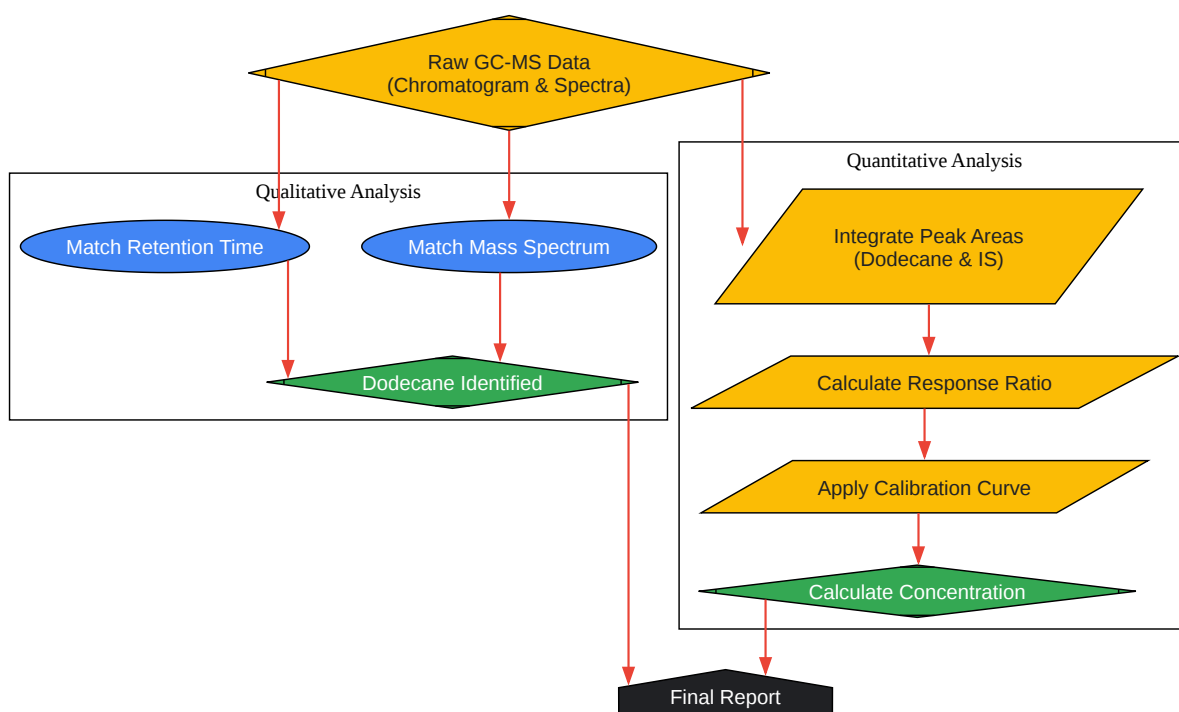 Raw GC-MS Data
(Chromatogram & Spectra)
Qualitative Analysis
Match Retention Time
Match Mass Spectrum
Dodecane Identified
Quantitative Analysis
Integrate Peak Areas
(Dodecane & IS)
Calculate Response Ratio
Apply Calibration Curve
Calculate Concentration
Final Report